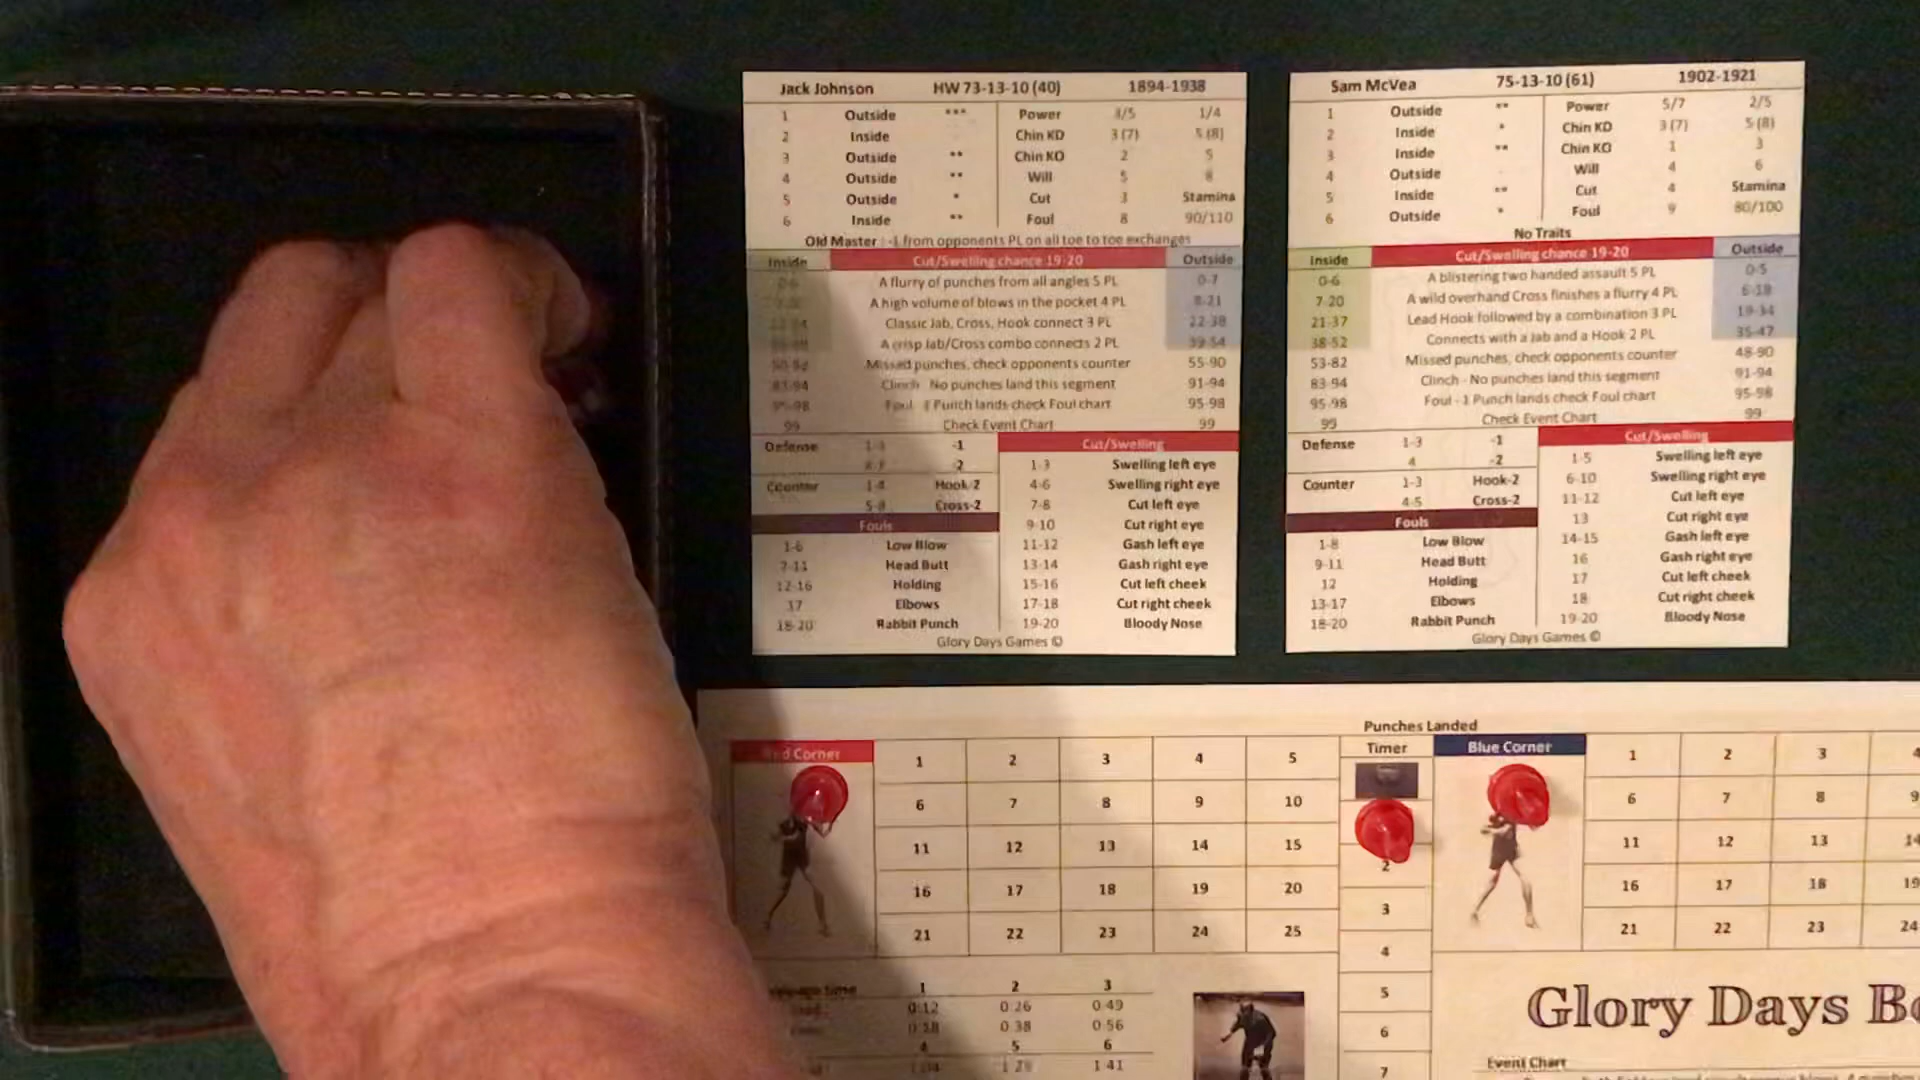 Jack Johnson HW 73-13-10 (40) 1894-1938
1 Outside *** Power 3/5 1/4
2 Inside Chin KD 3 (7) 5 (8)
3 Outside ** Chin KO 2 5
4 Outside ** Will 5 8
5 Outside * Cut 3 Stamina
6 Inside ** Foul 8 90/110
Old Master : -1 from opponents PL on all toe to toe exchanges
Inside Cut/Swelling chance 19-20 Outside
A flurry of punches from all angles 5 PL 0-7
A high volume of blows in the pocket 4 PL 8-21
Classic Jab, Cross, Hook connect 3 PL 22-38
A crisp Jab/Cross combo connects 2 PL 39-54
Missed punches, check opponents counter 55-90
83-94 Clinch - No punches land this segment 91-94
95-98 Foul - 1 Punch lands check Foul chart 95-98
99 Check Event Chart 99
Defense 1-3 -1
-2
Counter 1-4 Hook-2
5-8 Cross-2
Fouls
1-6 Low Blow
7-11 Head Butt
12-16 Holding
17 Elbows
18-20 Rabbit Punch
Cut/Swelling
1-3 Swelling left eye
4-6 Swelling right eye
7-8 Cut left eye
9-10 Cut right eye
11-12 Gash left eye
13-14 Gash right eye
15-16 Cut left cheek
17-18 Cut right cheek
19-20 Bloody Nose
Glory Days Games ©
Sam McVea 75-13-10 (61) 1902-1921
1 Outside ** Power 5/7 2/5
2 Inside * Chin KD 3 (7) 5 (8)
3 Inside ** Chin KO 1 3
4 Outside Will 4 6
5 Inside ** Cut 4 Stamina
6 Outside * Foul 9 80/100
No Traits
Inside Cut/Swelling chance 19-20 Outside
0-6 A blistering two handed assault 5 PL 0-5
7-20 A wild overhand Cross finishes a flurry 4 PL 6-18
21-37 Lead Hook followed by a combination 3 PL 19-34
38-52 Connects with a Jab and a Hook 2 PL 35-47
53-82 Missed punches, check opponents counter 48-90
83-94 Clinch - No punches land this segment 91-94
95-98 Foul - 1 Punch lands check Foul chart 95-98
99 Check Event Chart 99
Defense 1-3 -1
4 -2
Counter 1-3 Hook-2
4-5 Cross-2
Fouls
1-8 Low Blow
9-11 Head Butt
12 Holding
13-17 Elbows
18-20 Rabbit Punch
Cut/Swelling
1-5 Swelling left eye
6-10 Swelling right eye
11-12 Cut left eye
13 Cut right eye
14-15 Gash left eye
16 Gash right eye
17 Cut left cheek
18 Cut right cheek
19-20 Bloody Nose
Glory Days Games ©
Punches Landed
Red Corner
1 2 3 4 5
6 7 8 9 10
11 12 13 14 15
16 17 18 19 20
21 22 23 24 25
Timer
2
3
4
5
6
7
Blue Corner
1 2 3 4
6 7 8 9
11 12 13 14
16 17 18 19
21 22 23 24
1 2 3
0:12 0:26 0:49
0:18 0:38 0:56
4 5 6
1:41
Glory Days
Event Chart